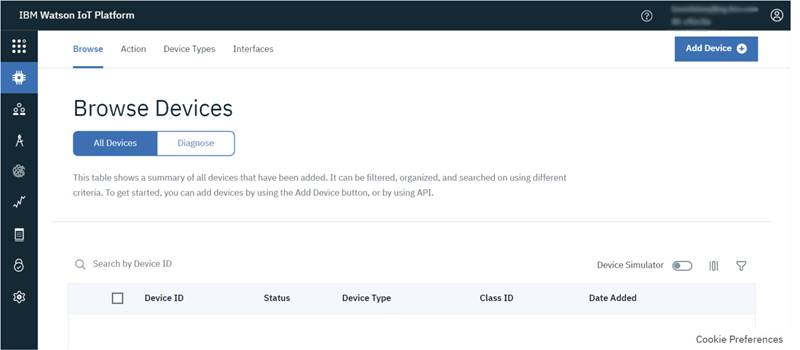 IBM Watson IoT Platform
Browse Action Device Types Interfaces Add Device
Browse Devices
All Devices Diagnose
This table shows a summary of all devices that have been added. It can be filtered, organized, and searched on using different
criteria. To get started, you can add devices by using the Add Device button, or by using API.
Search by Device ID Device Simulator
Device ID Status Device Type Class ID Date Added
Cookie Preferences